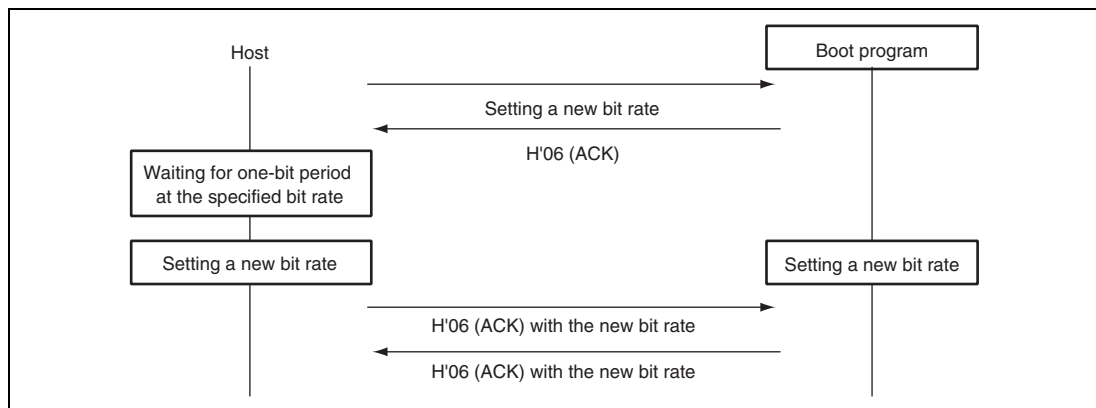 Host
Boot program
Setting a new bit rate
H'06 (ACK)
Waiting for one-bit period
at the specified bit rate
Setting a new bit rate
Setting a new bit rate
H'06 (ACK) with the new bit rate
H'06 (ACK) with the new bit rate